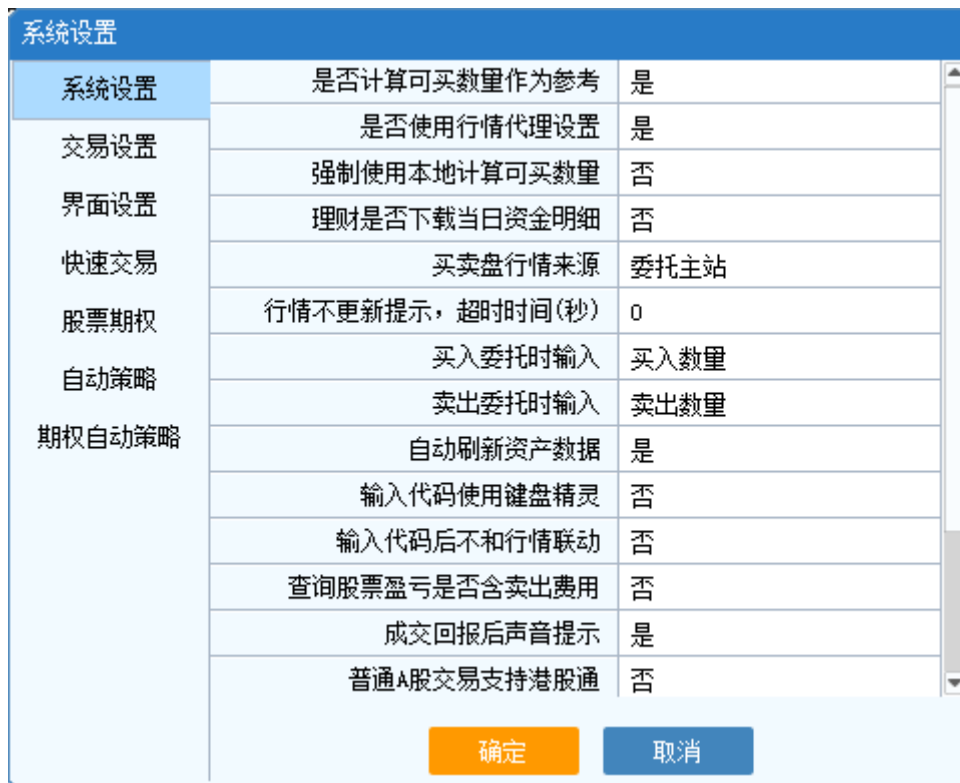 系统设置
系统设置
交易设置
界面设置
快速交易
股票期权
自动策略
期权自动策略
是否计算可买数量作为参考 是
是否使用行情代理设置 是
强制使用本地计算可买数量 否
理财是否下载当日资金明细 否
买卖盘行情来源 委托主站
行情不更新提示，超时时间(秒) 0
买入委托时输入 买入数量
卖出委托时输入 卖出数量
自动刷新资产数据 是
输入代码使用键盘精灵 否
输入代码后不和行情联动 否
查询股票盈亏是否含卖出费用 否
成交回报后声音提示 是
普通A股交易支持港股通 否
确定 取消